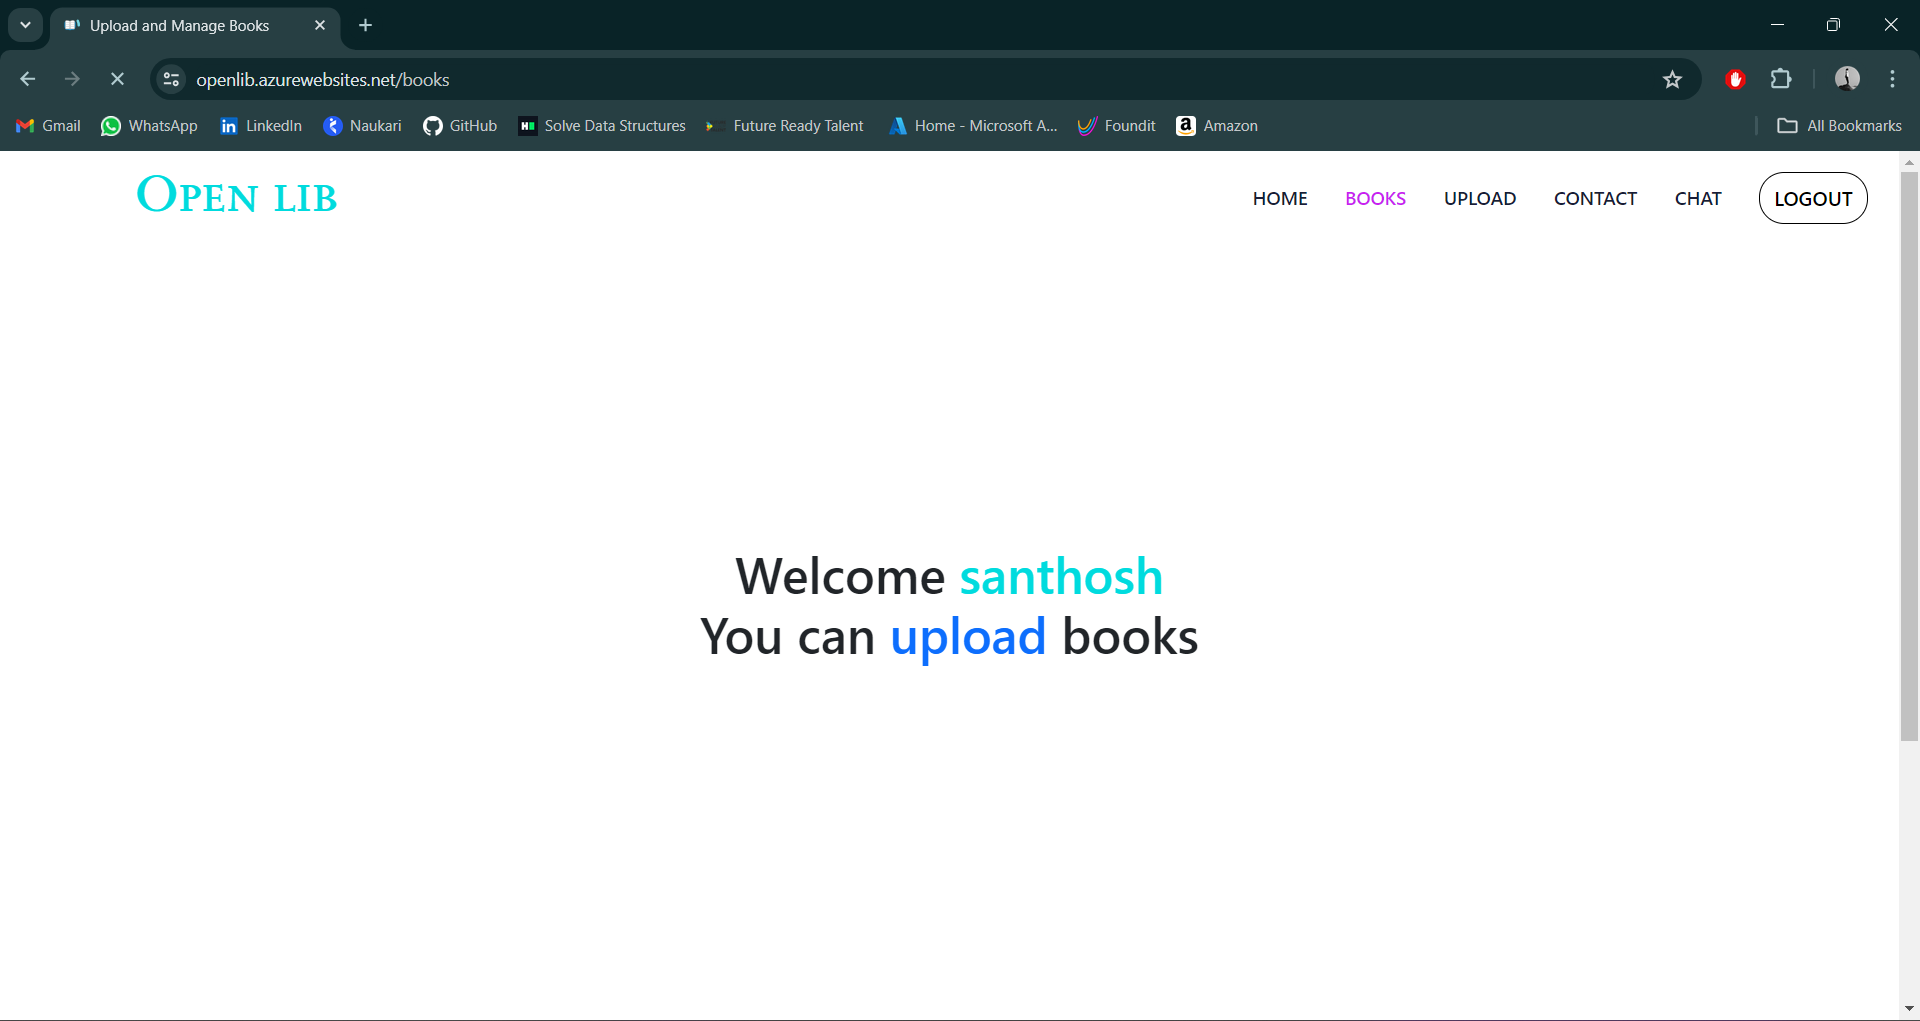 Upload and Manage Books
openlib.azurewebsites.net/books
Gmail WhatsApp LinkedIn Naukari GitHub Solve Data Structures Future Ready Talent Home - Microsoft A... Foundit Amazon All Bookmarks
OPEN LIB HOME BOOKS UPLOAD CONTACT CHAT LOGOUT
Welcome santhosh
You can upload books